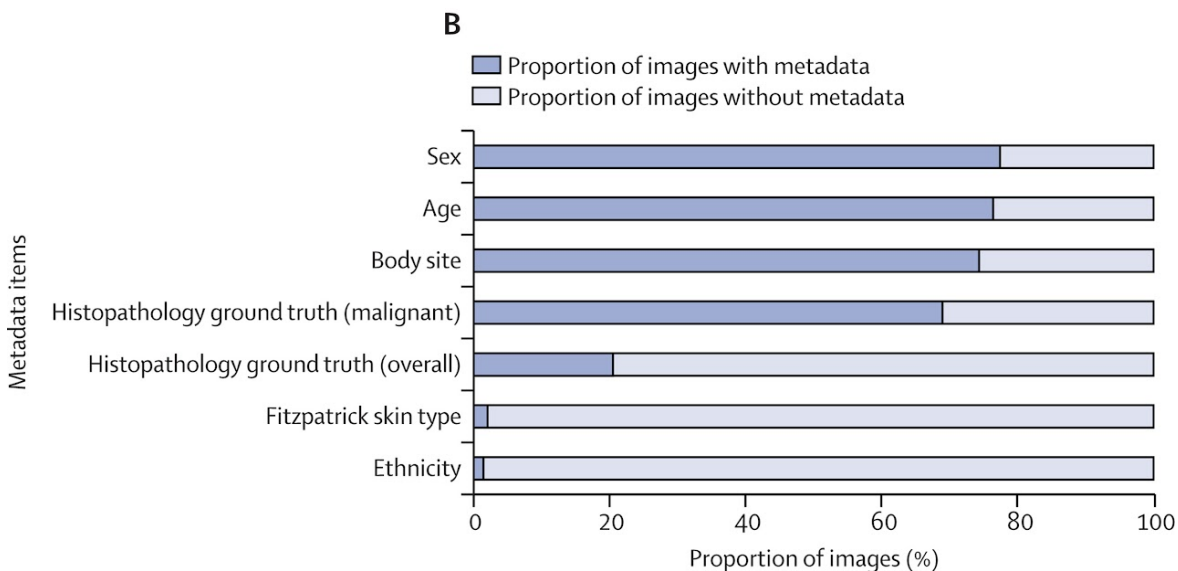 B
Proportion of images with metadata
Proportion of images without metadata
Metadata items
Sex
Age
Body site
Histopathology ground truth (malignant)
Histopathology ground truth (overall)
Fitzpatrick skin type
Ethnicity
0 20 40 60 80 100
Proportion of images (%)